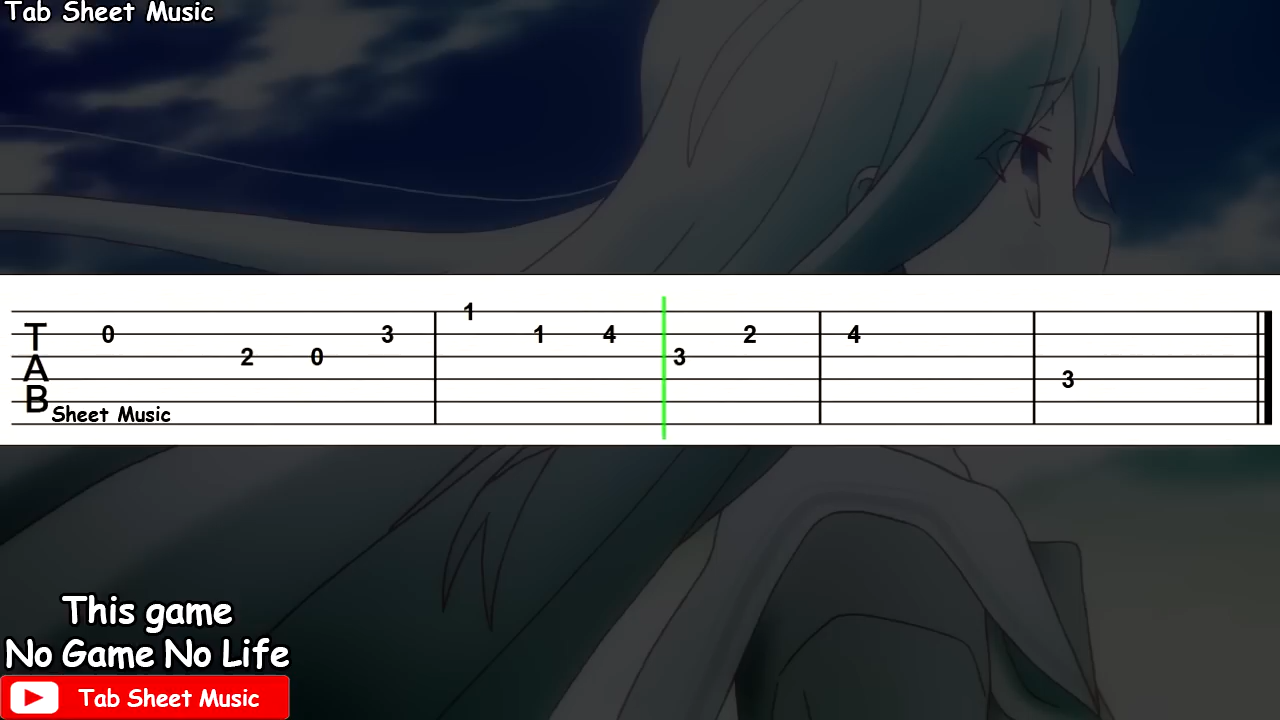 Tab Sheet Music
1
T 0 3 1 4 2 4
A 2 0 3
3
B Sheet Music
This game
No Game No Life
Tab Sheet Music